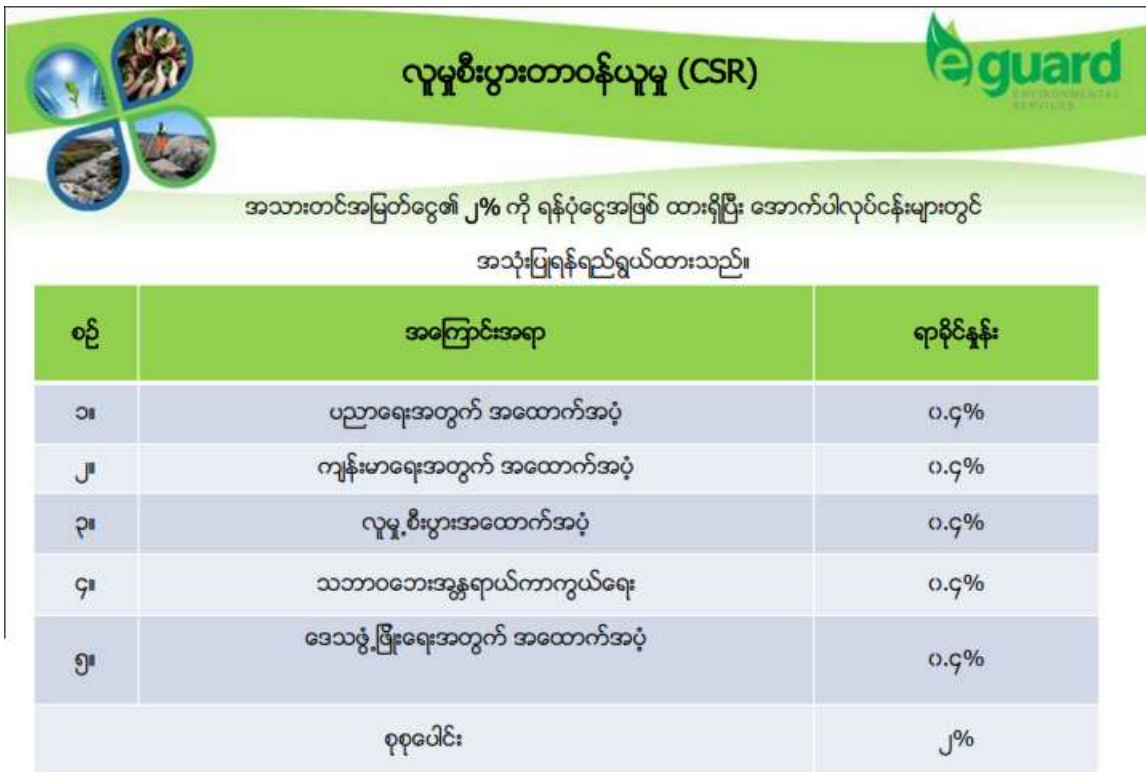 လူမှုစီးပွားတာဝန်ယူမှု (CSR)
eguard
ENVIRONMENTAL
SERVICES
အသားတင်အမြတ်ငွေ၏ ၂% ကို ရန်ပုံငွေအဖြစ် ထားရှိပြီး အောက်ပါလုပ်ငန်းများတွင်
အသုံးပြုရန်ရည်ရွယ်ထားသည်။
စဉ် အကြောင်းအရာ ရာခိုင်နှုန်း
၁။ ပညာရေးအတွက် အထောက်အပံ့ ၀.၄%
၂။ ကျန်းမာရေးအတွက် အထောက်အပံ့ ၀.၄%
၃။ လူမှု့စီးပွားအထောက်အပံ့ ၀.၄%
၄။ သဘာဝဘေးအန္တရာယ်ကာကွယ်ရေး ၀.၄%
၅။ ဒေသဖွံ့ဖြိုးရေးအတွက် အထောက်အပံ့ ၀.၄%
စုစုပေါင်း ၂%